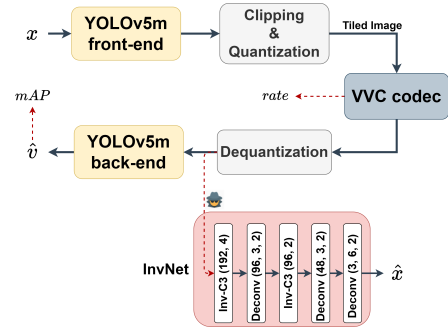 x
YOLOv5m
front-end
Clipping
&
Quantization
Tiled Image
VVC codec
rate
mAP
v̂
YOLOv5m
back-end
Dequantization
InvNet
Inv-C3 (192, 4)
Deconv (96, 3, 2)
Inv-C3 (96, 2)
Deconv (48, 3, 2)
Deconv (3, 6, 2)
x̂